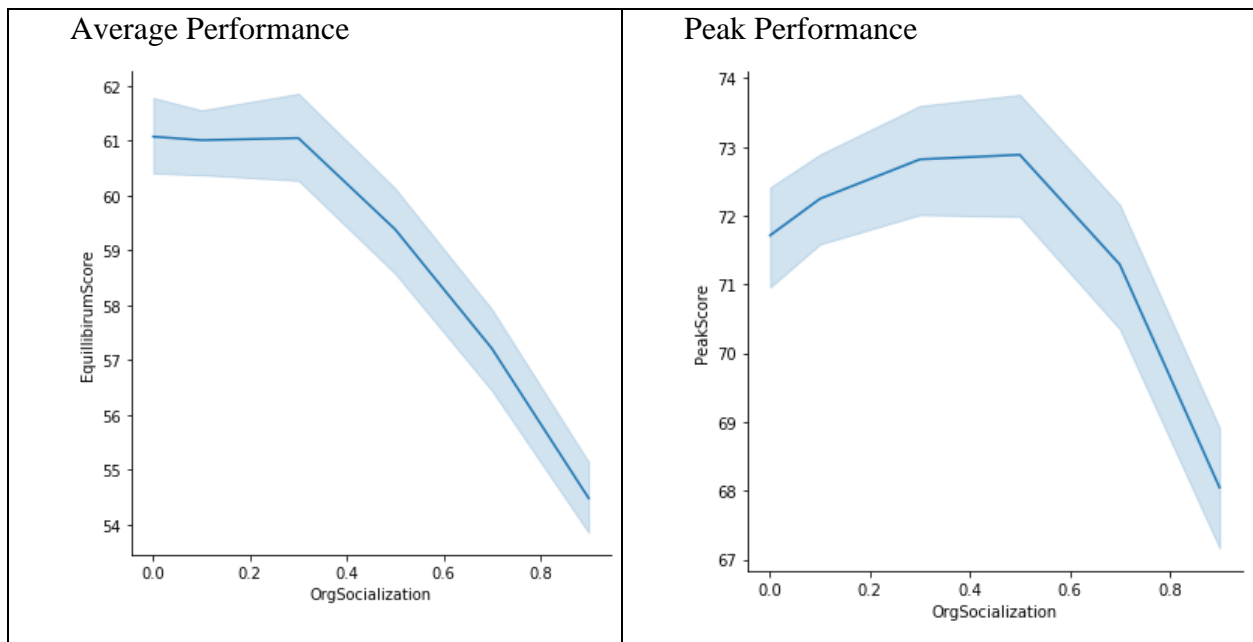 Average Performance
62
61
60
59
58
57
56
55
54
EquillibirumScore
0.0 0.2 0.4 0.6 0.8
OrgSocialization
Peak Performance
74
73
72
71
70
69
68
67
PeakScore
0.0 0.2 0.4 0.6 0.8
OrgSocialization